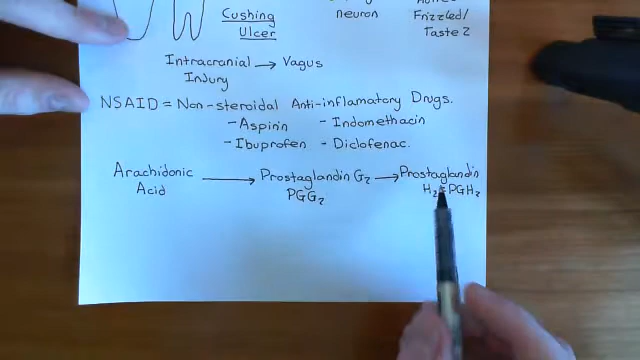 Cushing
Ulcer
neuron
Frizzled/
Taste 2
Intracranial → Vagus
Injury
NSAID = Non-steroidal Anti-inflamatory Drugs.
- Aspirin - Indomethacin
- Ibuprofen - Diclofenac.
Arachidonic → Prostaglandin G2 → Prostaglandin
Acid PGG2 H2 = PGH2